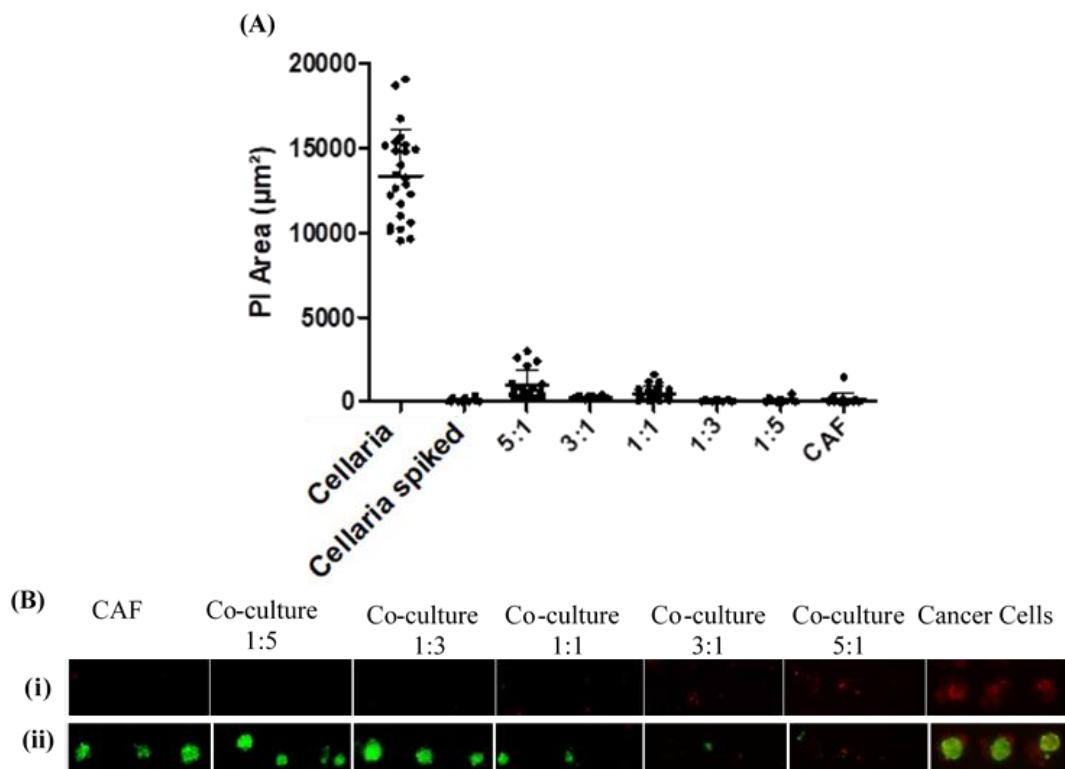 (A)
20000
15000
10000
5000
0
PI Area (µm²)
Cellaria
Cellaria spiked
5:1
3:1
1:1
1:3
1:5
CAF
(B)
CAF
Co-culture
1:5
Co-culture
1:3
Co-culture
1:1
Co-culture
3:1
Co-culture
5:1
Cancer Cells
(i)
(ii)